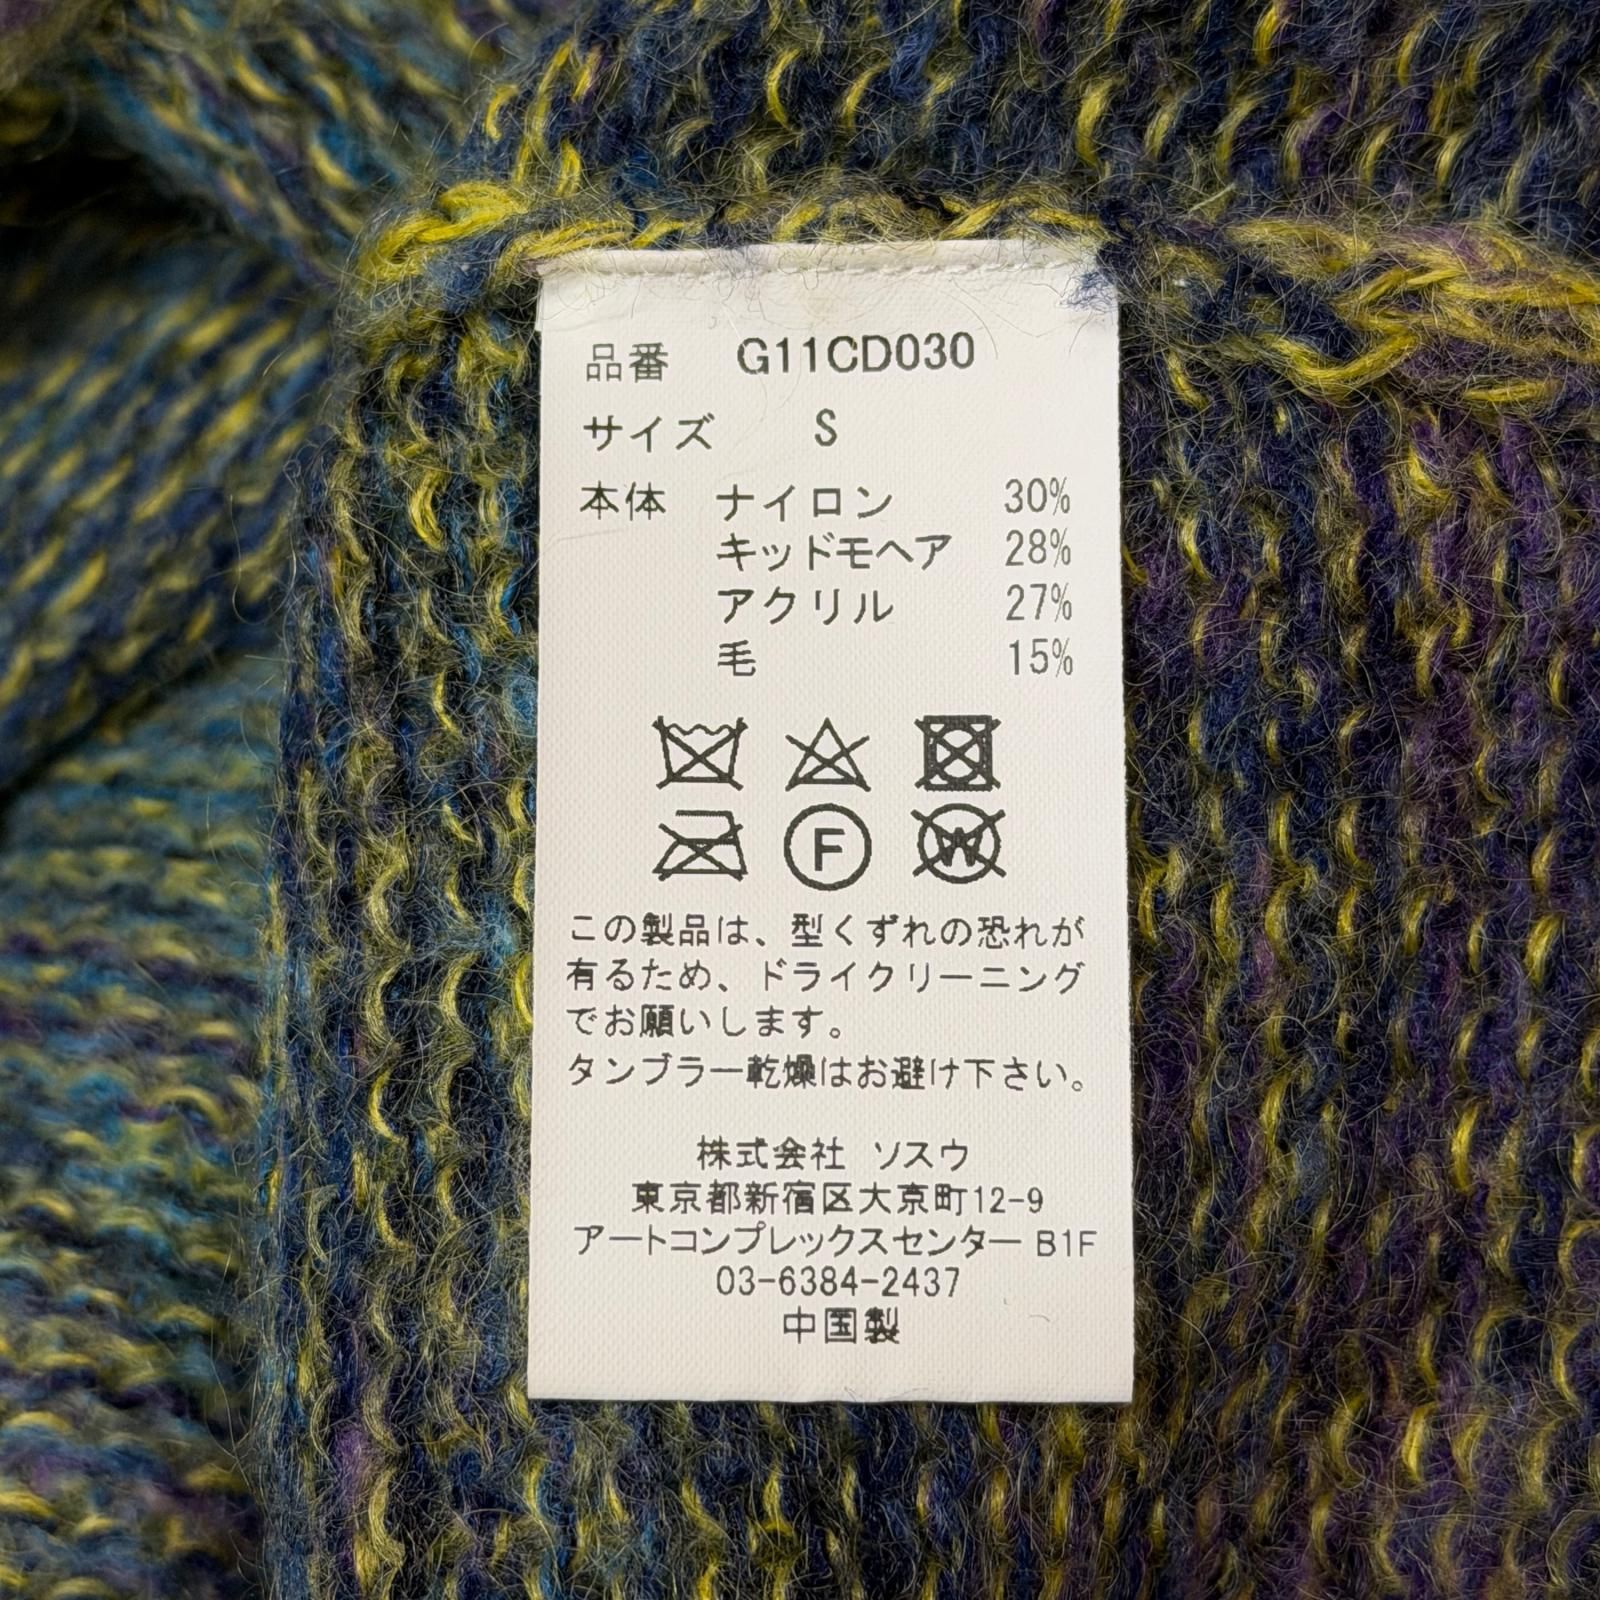 品番 G11CD030
サイズ S
本体 ナイロン 30%
キッドモヘア 28%
アクリル 27%
毛 15%
F W
この製品は、型くずれの恐れが
有るため、ドライクリーニング
でお願いします。
タンブラー乾燥はお避け下さい。
株式会社 ソスウ
東京都新宿区大京町12-9
アートコンプレックスセンター B1F
03-6384-2437
中国製